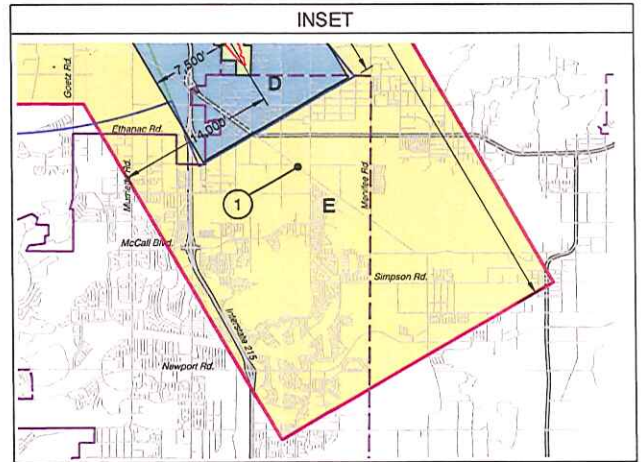 INSET
Goetz Rd.
7,500'
D
14,000'
Ethanac Rd.
Murrieta Rd.
Menifee Rd.
1
E
McCall Blvd.
Simpson Rd.
Interstate 215
Newport Rd.